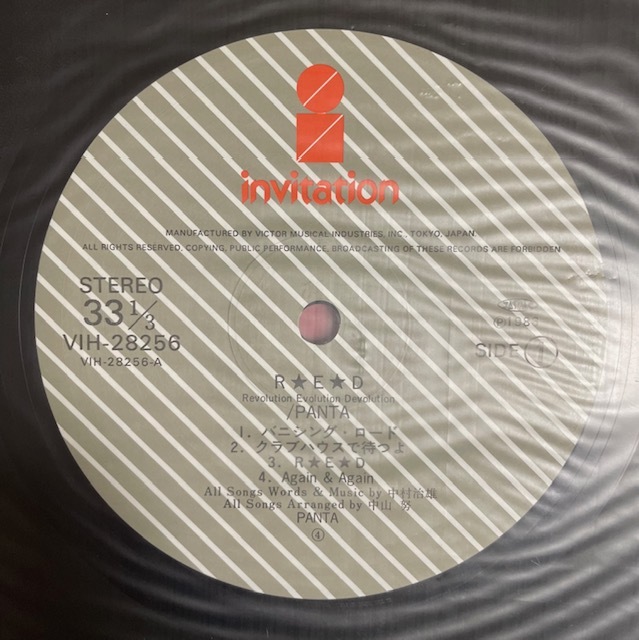 invitation
MANUFACTURED BY VICTOR MUSICAL INDUSTRIES, INC., TOKYO, JAPAN.
ALL RIGHTS RESERVED, COPYING, PUBLIC PERFORMANCE, BROADCASTING OF THESE RECORDS ARE FORBIDDEN
STEREO
33 1/3
VIH-28256
VIH-28256-A
SIDE 1
R★E★D
Revolution Evolution Devolution
/PANTA
1. バニシング・ロード
2. クラブハウスで待つよ
3. R★E★D
4. Again & Again
All Songs Words & Music by 中村治雄
All Songs Arranged by 中山 努
PANTA
④